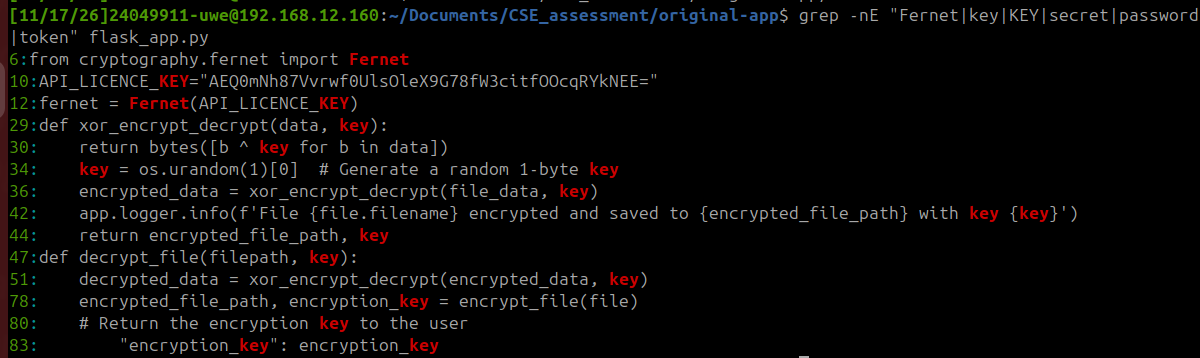 [11/17/26]24049911-uwe@192.168.12.160:~/Documents/CSE_assessment/original-app$ grep -nE "Fernet|key|KEY|secret|password
|token" flask_app.py
6:from cryptography.fernet import Fernet
10:API_LICENCE_KEY="AEQ0mNh87Vvrwf0UlsOleX9G78fW3citfOOcqRYkNEE="
12:fernet = Fernet(API_LICENCE_KEY)
29:def xor_encrypt_decrypt(data, key):
30:    return bytes([b ^ key for b in data])
34:    key = os.urandom(1)[0]  # Generate a random 1-byte key
36:    encrypted_data = xor_encrypt_decrypt(file_data, key)
42:    app.logger.info(f'File {file.filename} encrypted and saved to {encrypted_file_path} with key {key}')
44:    return encrypted_file_path, key
47:def decrypt_file(filepath, key):
51:    decrypted_data = xor_encrypt_decrypt(encrypted_data, key)
78:    encrypted_file_path, encryption_key = encrypt_file(file)
80:    # Return the encryption key to the user
83:        "encryption_key": encryption_key